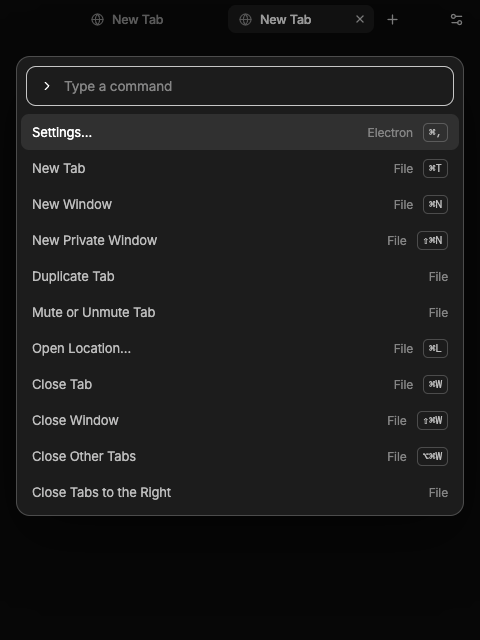 New Tab
New Tab
Type a command
Settings... Electron ⌘,
New Tab File ⌘T
New Window File ⌘N
New Private Window File ⇧⌘N
Duplicate Tab File
Mute or Unmute Tab File
Open Location... File ⌘L
Close Tab File ⌘W
Close Window File ⇧⌘W
Close Other Tabs File ⌥⌘W
Close Tabs to the Right File